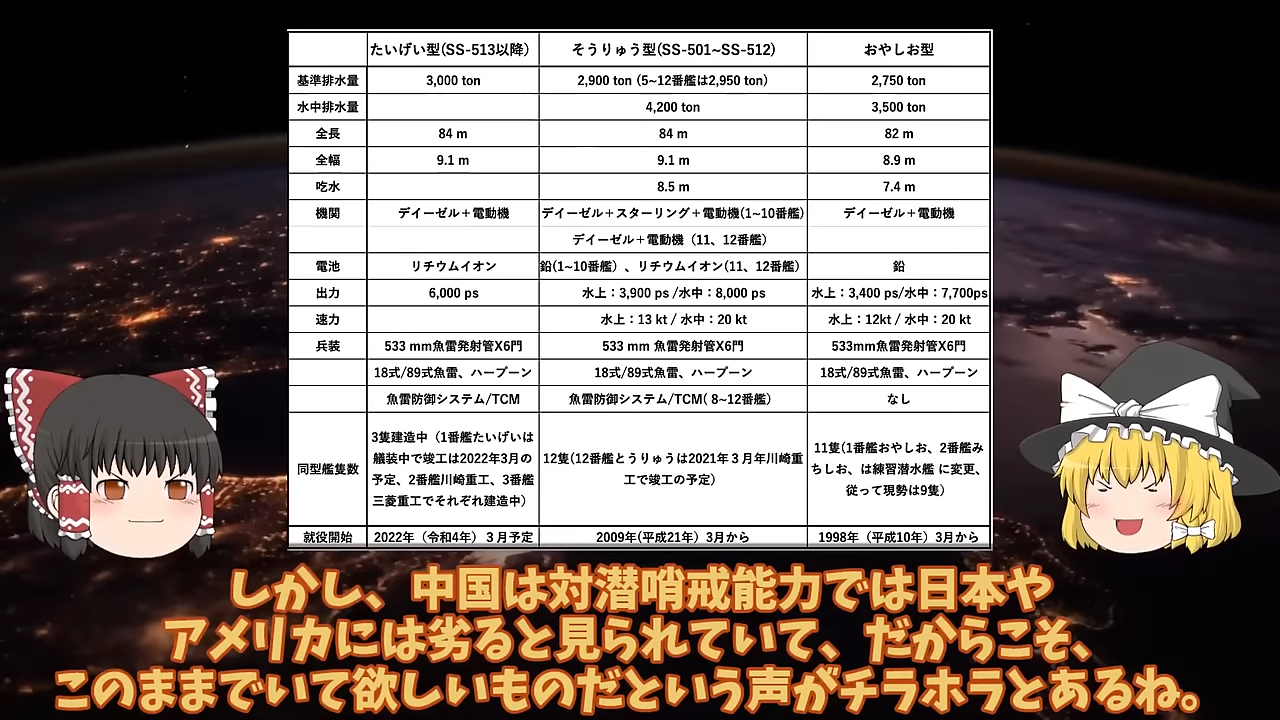 たいげい型(SS-513以降) そうりゅう型(SS-501~SS-512) おやしお型
基準排水量 3,000 ton 2,900 ton (5~12番艦は2,950 ton) 2,750 ton
水中排水量 4,200 ton 3,500 ton
全長 84 m 84 m 82 m
全幅 9.1 m 9.1 m 8.9 m
吃水 8.5 m 7.4 m
機関 デイーゼル+電動機 デイーゼル+スターリング+電動機(1~10番艦) デイーゼル+電動機
デイーゼル+電動機(11、12番艦)
電池 リチウムイオン 鉛(1~10番艦)、リチウムイオン(11、12番艦) 鉛
出力 6,000 ps 水上:3,900 ps /水中:8,000 ps 水上:3,400 ps/水中:7,700ps
速力 水上:13 kt / 水中:20 kt 水上:12kt / 水中:20 kt
兵装 533 mm魚雷発射管X6門 533 mm 魚雷発射管X6門 533mm魚雷発射管X6門
18式/89式魚雷、ハープーン 18式/89式魚雷、ハープーン 18式/89式魚雷、ハープーン
魚雷防御システム/TCM 魚雷防御システム/TCM( 8~12番艦) なし
同型艦隻数
3隻建造中(1番艦たいげいは
艤装中で竣工は2022年3月の
予定、2番艦川崎重工、3番艦
三菱重工でそれぞれ建造中)
12隻(12番艦とうりゅうは2021年3月年川崎重
工で竣工の予定)
11隻(1番艦おやしお、2番艦み
ちしお、は練習潜水艦 に変更、
従って現勢は9隻)
就役開始 2022年(令和4年)3月予定 2009年(平成21年)3月から 1998年(平成10年)3月から
しかし、中国は対潜哨戒能力では日本や
アメリカには劣ると見られていて、だからこそ、
このままでいて欲しいものだという声がチラホラとあるね。